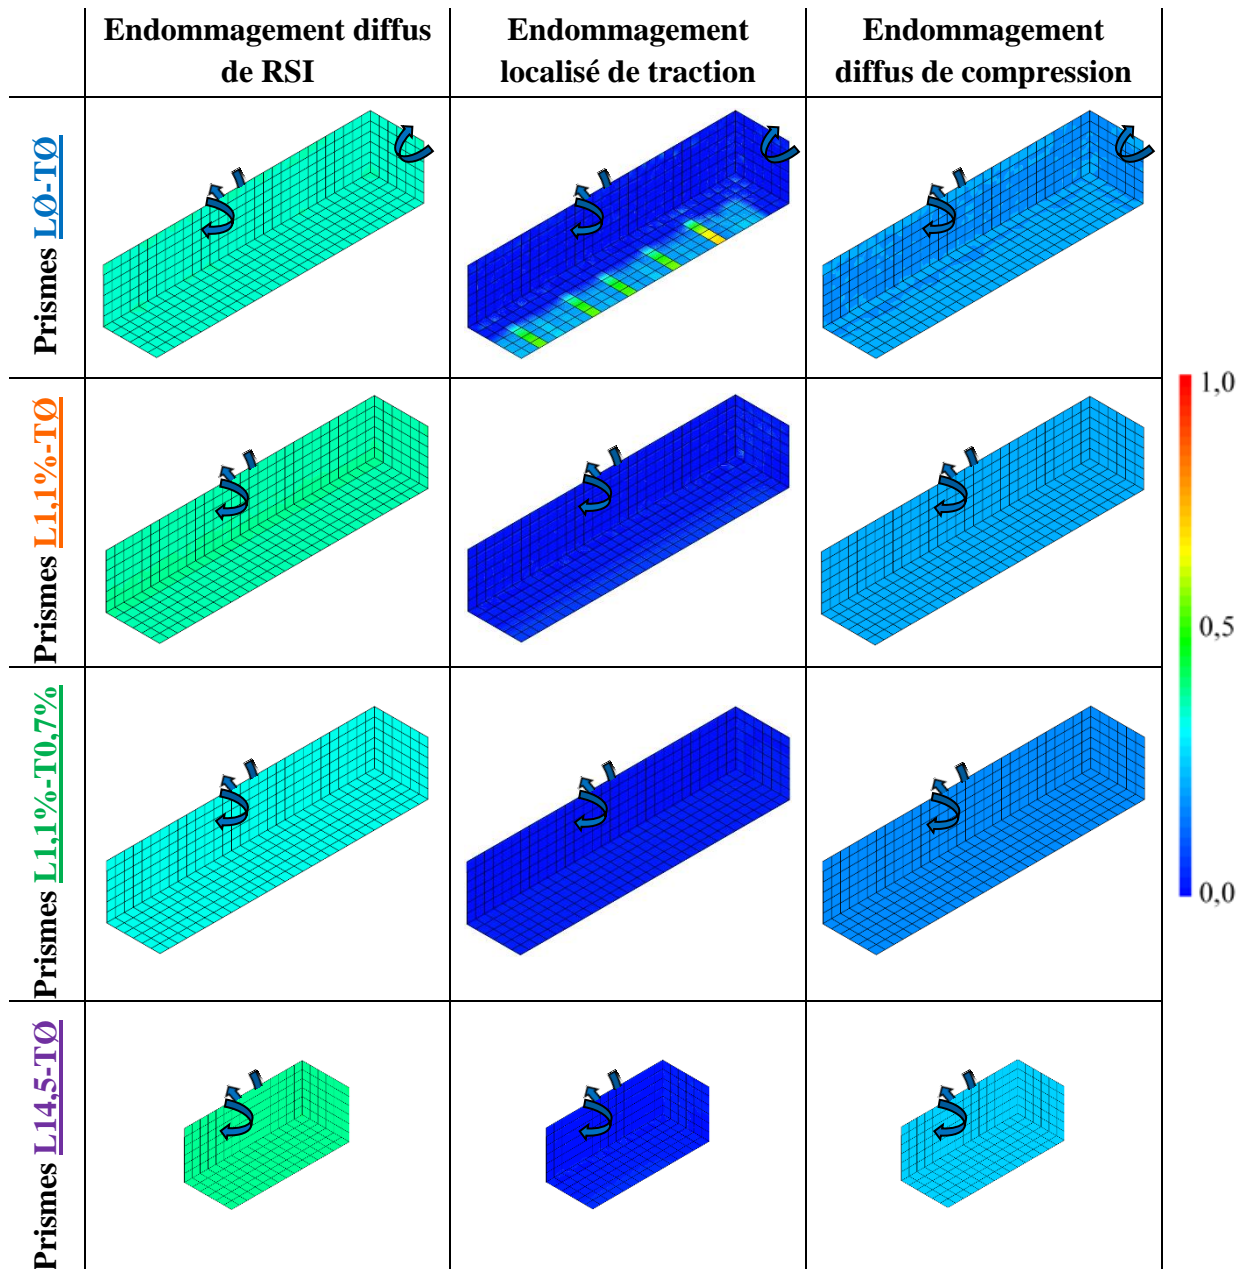 Endommagement diffus
de RSI
Endommagement
localisé de traction
Endommagement
diffus de compression
Prismes LØ-TØ
Prismes L1,1%-TØ
Prismes L1,1%-T0,7%
Prismes L14,5-TØ
1,0
0,5
0,0